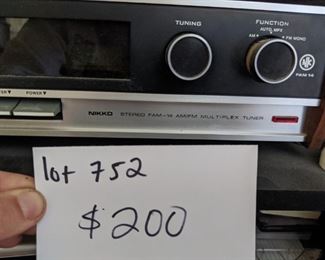 TUNING
FUNCTION
AUTO MPX
AM
FM MONO
FAM 14
POWER
NIKKO STEREO FAM-14 AM/FM MULTIPLEX TUNER
lot 752
$200